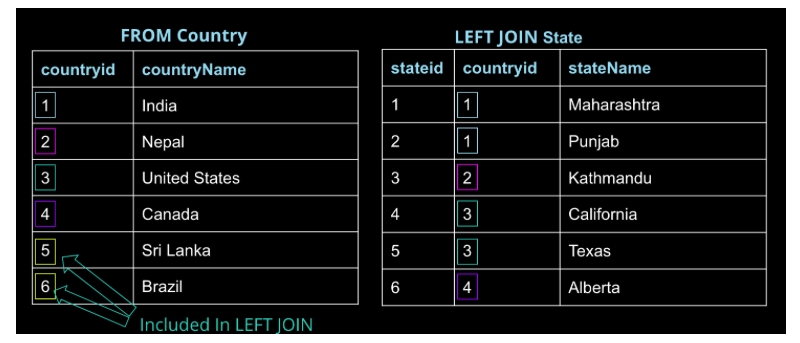 FROM Country
countryid countryName
1 India
2 Nepal
3 United States
4 Canada
5 Sri Lanka
6 Brazil
Included In LEFT JOIN
LEFT JOIN State
stateid countryid stateName
1 1 Maharashtra
2 1 Punjab
3 2 Kathmandu
4 3 California
5 3 Texas
6 4 Alberta